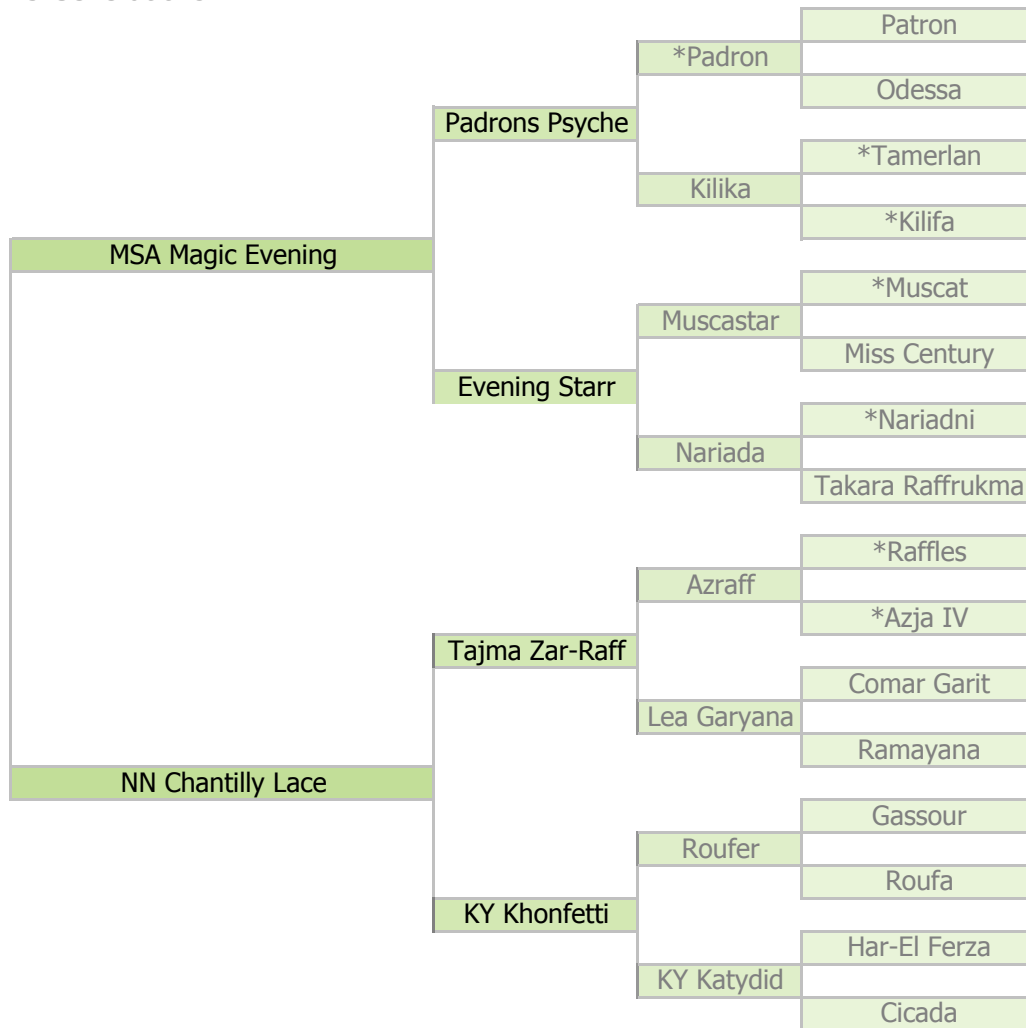 Patron
*Padron
Odessa
Padrons Psyche
*Tamerlan
Kilika
*Kilifa
MSA Magic Evening
*Muscat
Muscastar
Miss Century
Evening Starr
*Nariadni
Nariada
Takara Raffrukma
*Raffles
Azraff
*Azja IV
Tajma Zar-Raff
Comar Garit
Lea Garyana
Ramayana
NN Chantilly Lace
Gassour
Roufer
Roufa
KY Khonfetti
Har-El Ferza
KY Katydid
Cicada